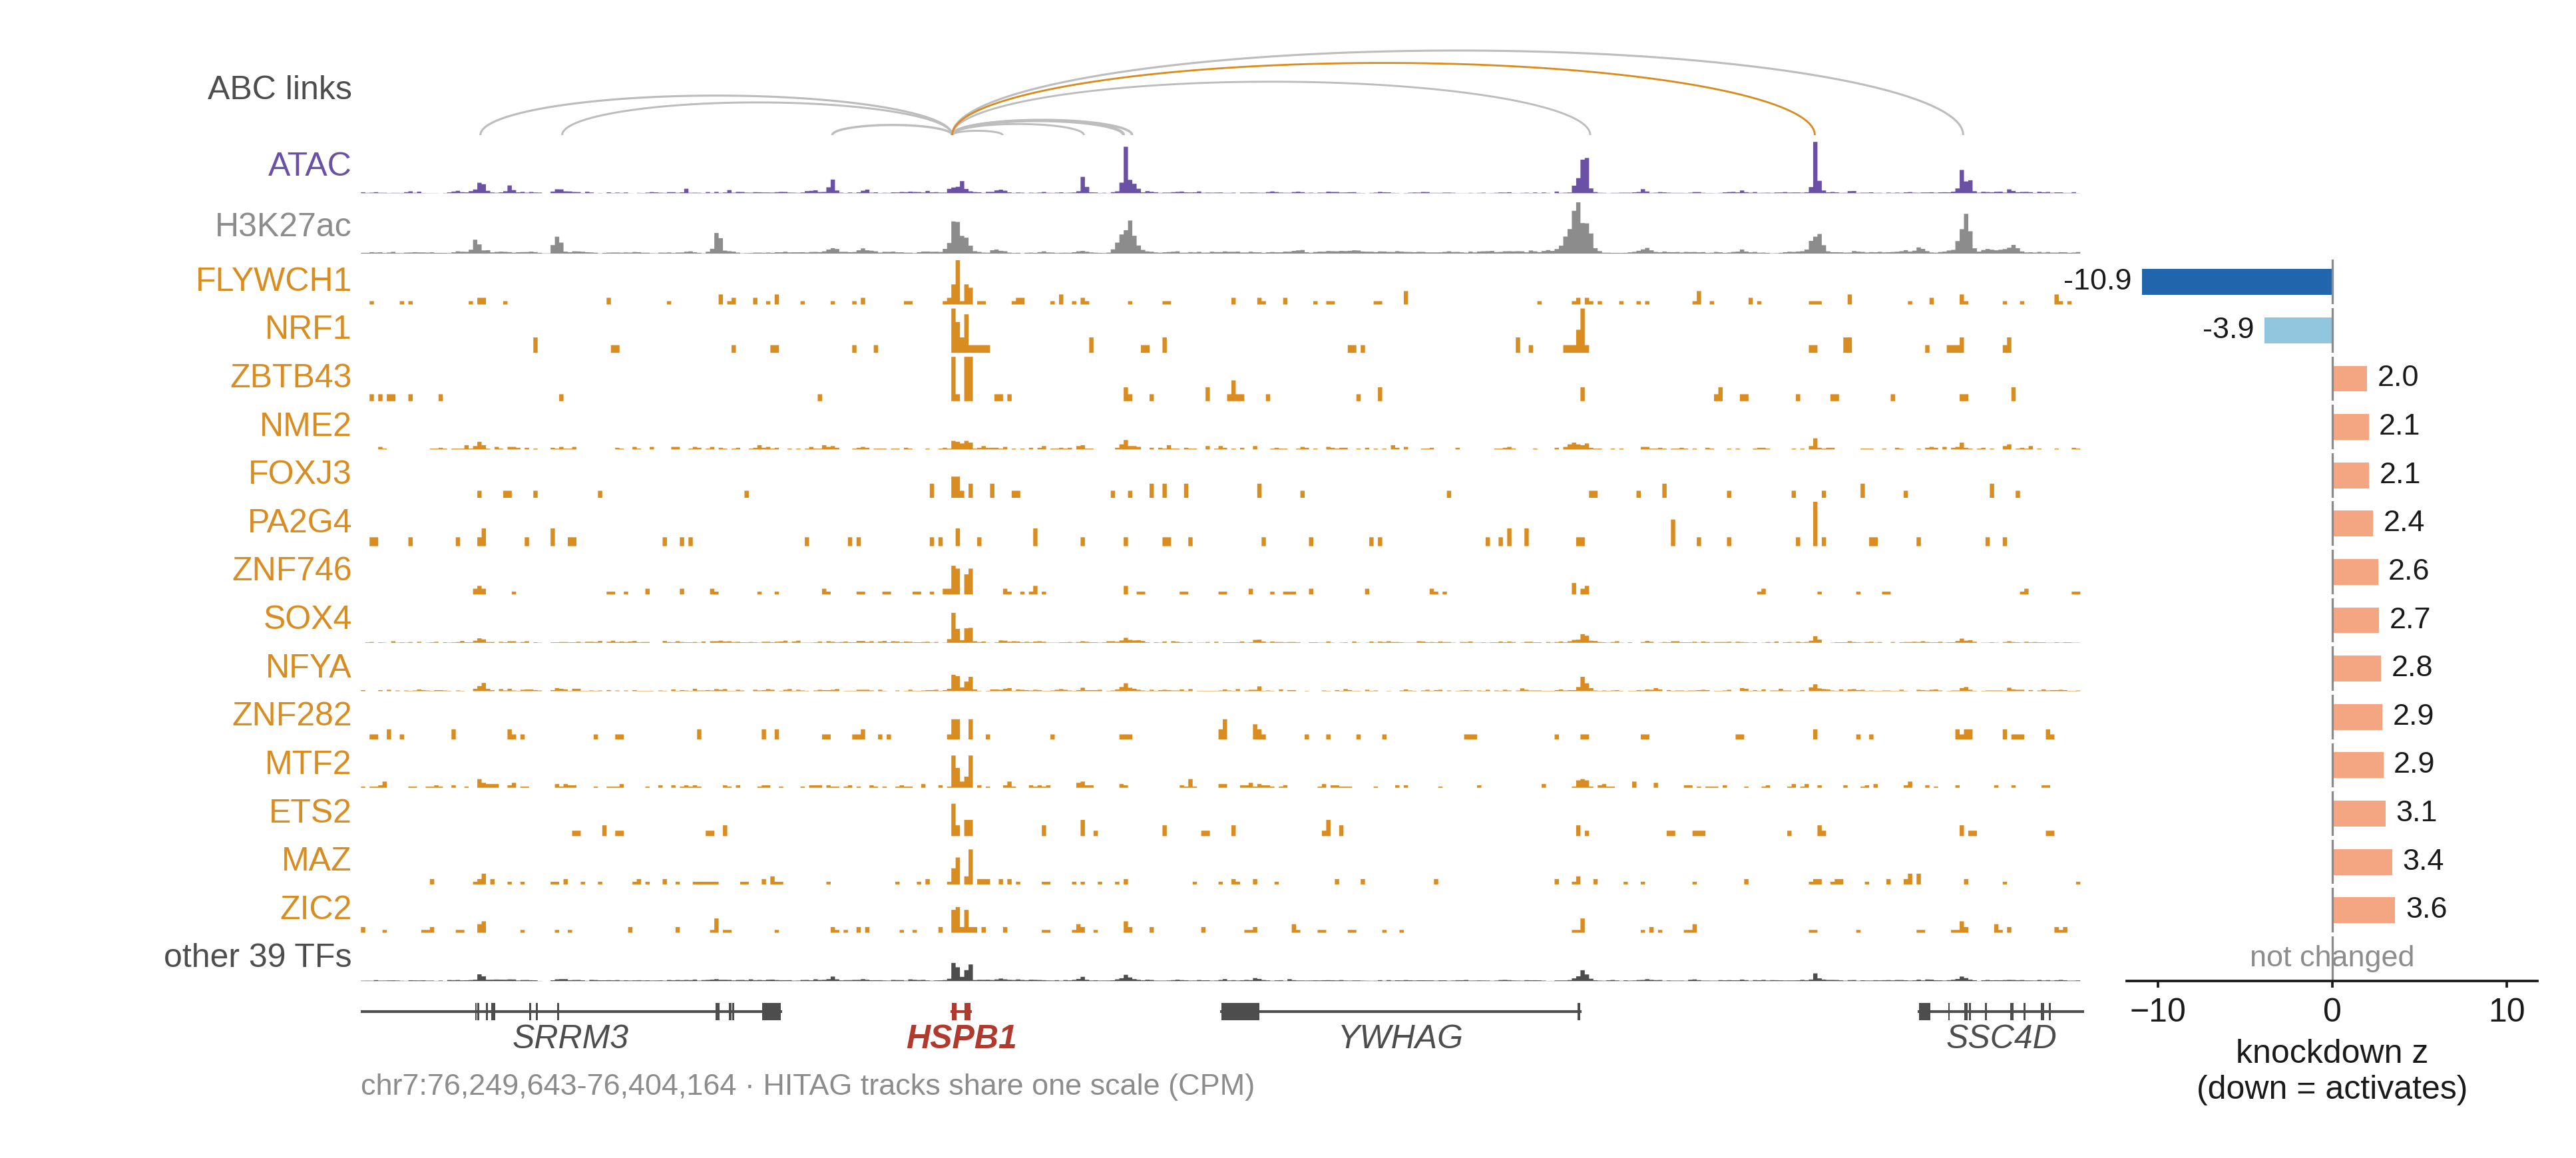 ABC links
ATAC
H3K27ac
FLYWCH1 -10.9
NRF1 -3.9
ZBTB43 2.0
NME2 2.1
FOXJ3 2.1
PA2G4 2.4
ZNF746 2.6
SOX4 2.7
NFYA 2.8
ZNF282 2.9
MTF2 2.9
ETS2 3.1
MAZ 3.4
ZIC2 3.6
other 39 TFs not changed
−10 0 10
SRRM3 HSPB1 YWHAG SSC4D
knockdown z
(down = activates)
chr7:76,249,643-76,404,164 · HITAG tracks share one scale (CPM)